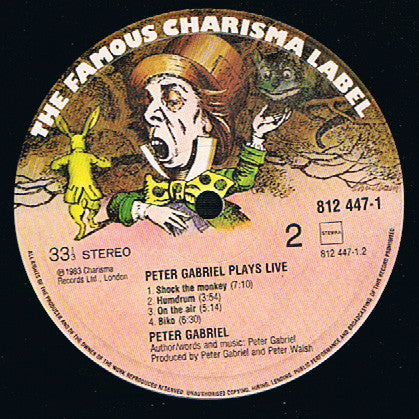 THE FAMOUS CHARISMA LABEL
33⅓ STEREO
℗1983 Charisma
Records Ltd., London
2
812 447-1
STEMRA
812 447-1.2
PETER GABRIEL PLAYS LIVE
1. Shock the monkey (7:10)
2. Humdrum (3:54)
3. On the air (5:14)
4. Biko (6:30)
PETER GABRIEL
Author/words and music: Peter Gabriel
Produced by Peter Gabriel and Peter Walsh
ALL RIGHTS OF THE PRODUCER AND OF THE OWNER OF THE WORK REPRODUCED RESERVED UNAUTHORISED COPYING, HIRING, LENDING, PUBLIC PERFORMANCE AND BROADCASTING OF THIS RECORD PROHIBITED